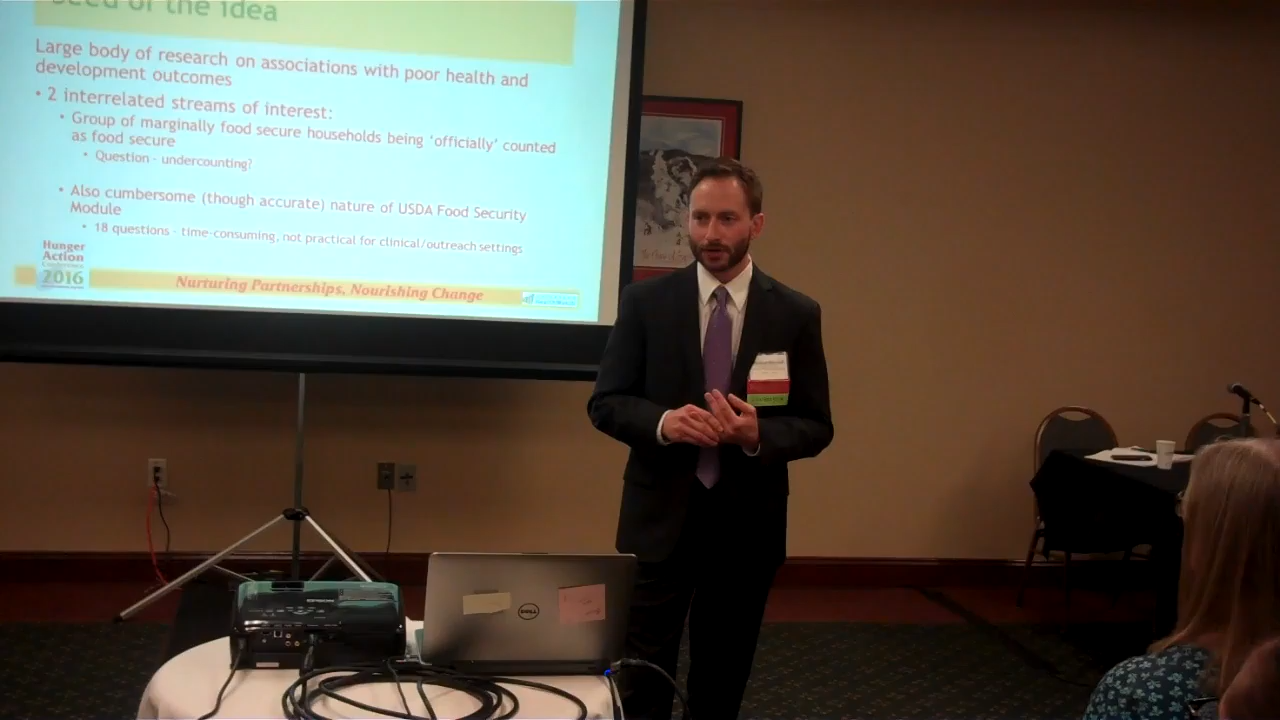 Seed of the idea
Large body of research on associations with poor health and
development outcomes
• 2 interrelated streams of interest:
• Group of marginally food secure households being ‘officially’ counted
as food secure
• Question - undercounting?
• Also cumbersome (though accurate) nature of USDA Food Security
Module
• 18 questions - time-consuming, not practical for clinical/outreach settings
Hunger
Action
Conference
2016
Nurturing Partnerships, Nourishing Change
DELL